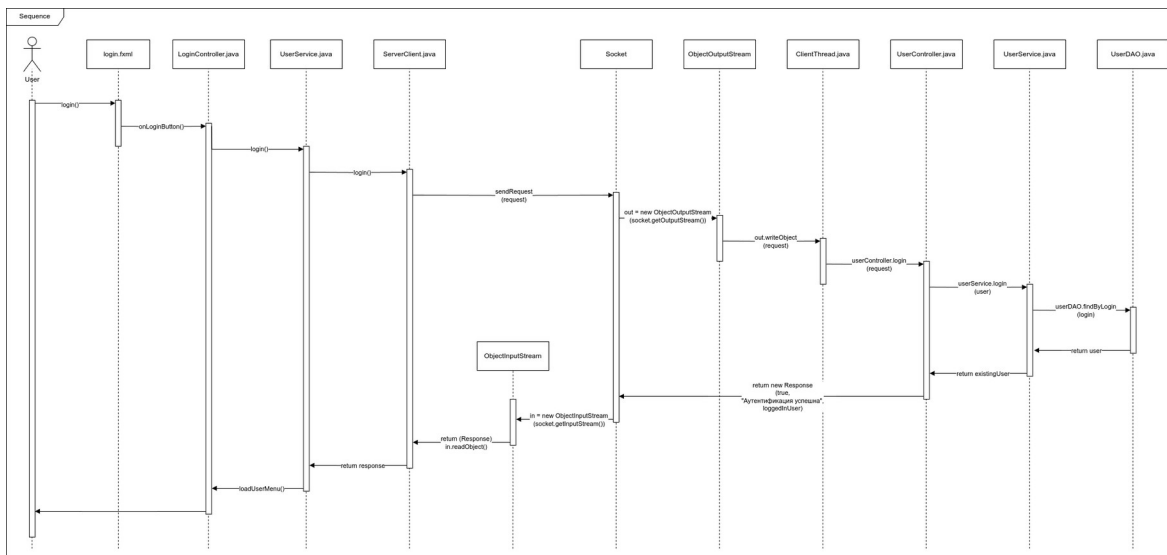 Sequence
login.fxml
LoginController.java
UserService.java
ServerClient.java
Socket
ObjectOutputStream
ClientThread.java
UserController.java
UserService.java
UserDAO.java
User
login()
onLoginButton()
login()
login()
sendRequest
(request)
out = new ObjectOutputStream
(socket.getOutputStream())
out.writeObject
(request)
userController.login
(request)
userService.login
(user)
userDAO.findByLogin
(login)
return user
ObjectInputStream
return existingUser
return new Response
(true,
"Аутентификация успешна",
loggedInUser)
in = new ObjectInputStream
(socket.getInputStream())
return (Response)
in.readObject()
return response
loadUserMenu()